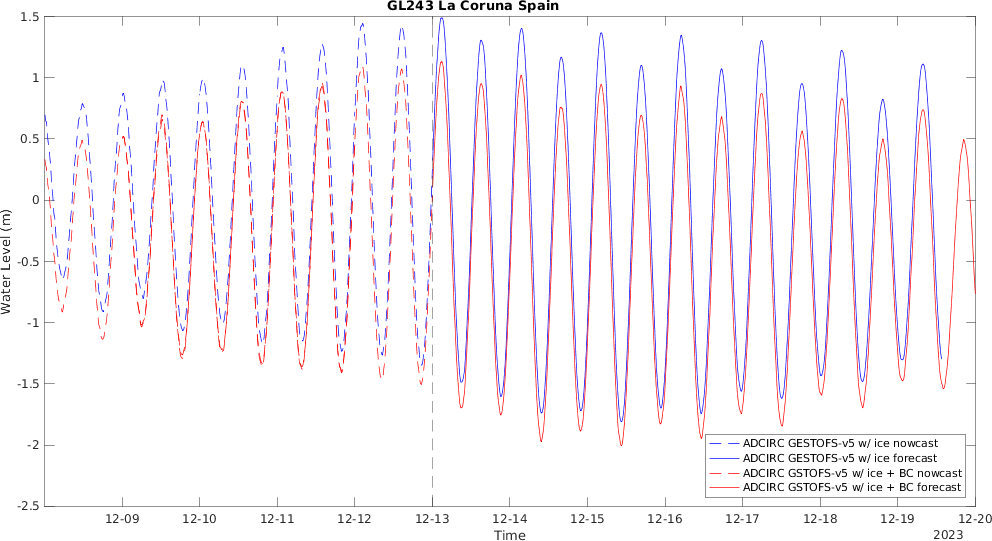 GL243 La Coruna Spain
1.5
1
0.5
0
-0.5
-1
-1.5
-2
-2.5
Water Level (m)
ADCIRC GESTOFS-v5 w/ ice nowcast
ADCIRC GESTOFS-v5 w/ ice forecast
ADCIRC GSTOFS-v5 w/ ice + BC nowcast
ADCIRC GSTOFS-v5 w/ ice + BC forecast
12-09 12-10 12-11 12-12 12-13 12-14 12-15 12-16 12-17 12-18 12-19 12-20
Time
2023